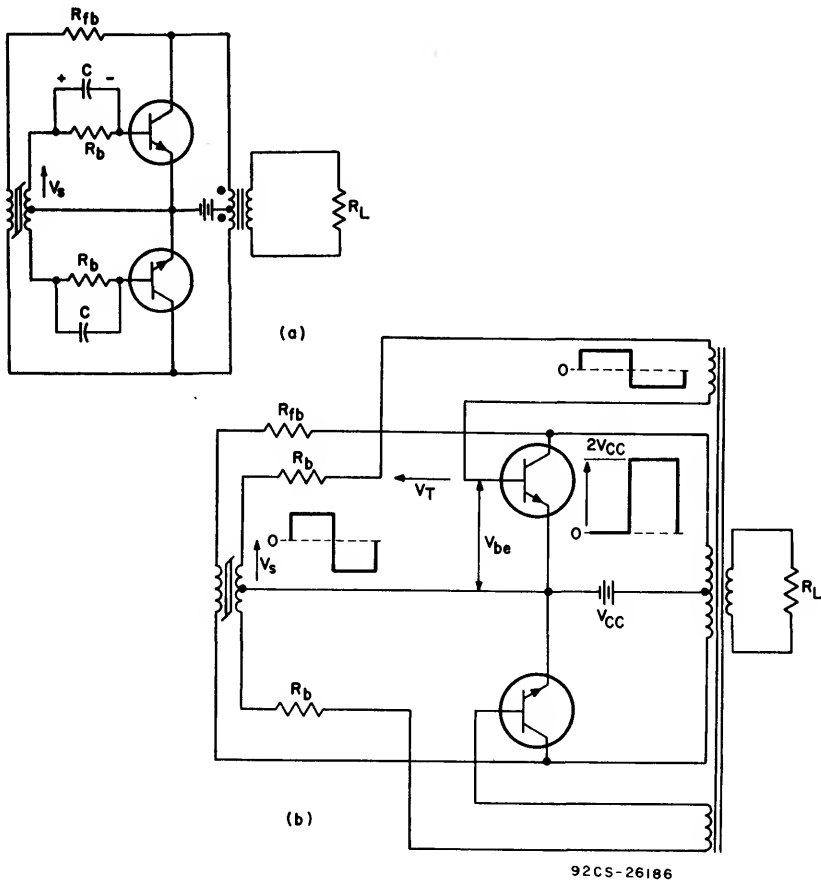 Rfb
C
+ -
Rb
Vs
RL
Rb
C
(a)
0
Rfb
2VCC
Rb
VT
0
0
Vbe
Vs
RL
VCC
Rb
(b)
92CS-26186